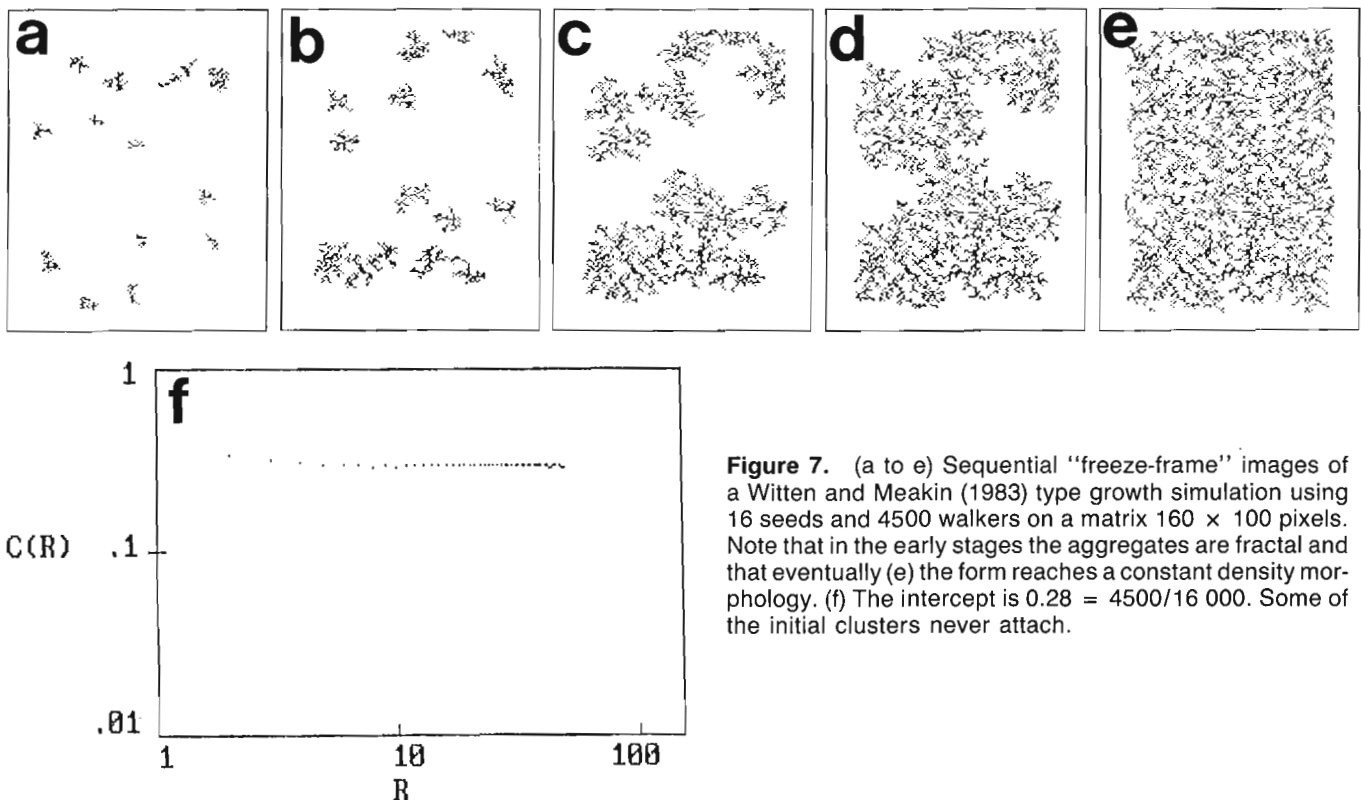 a b c d e
1
f
C(R) .1
.01
1 10 100
R
Figure 7. (a to e) Sequential "freeze-frame" images of
a Witten and Meakin (1983) type growth simulation using
16 seeds and 4500 walkers on a matrix 160 × 100 pixels.
Note that in the early stages the aggregates are fractal and
that eventually (e) the form reaches a constant density mor-
phology. (f) The intercept is 0.28 = 4500/16 000. Some of
the initial clusters never attach.